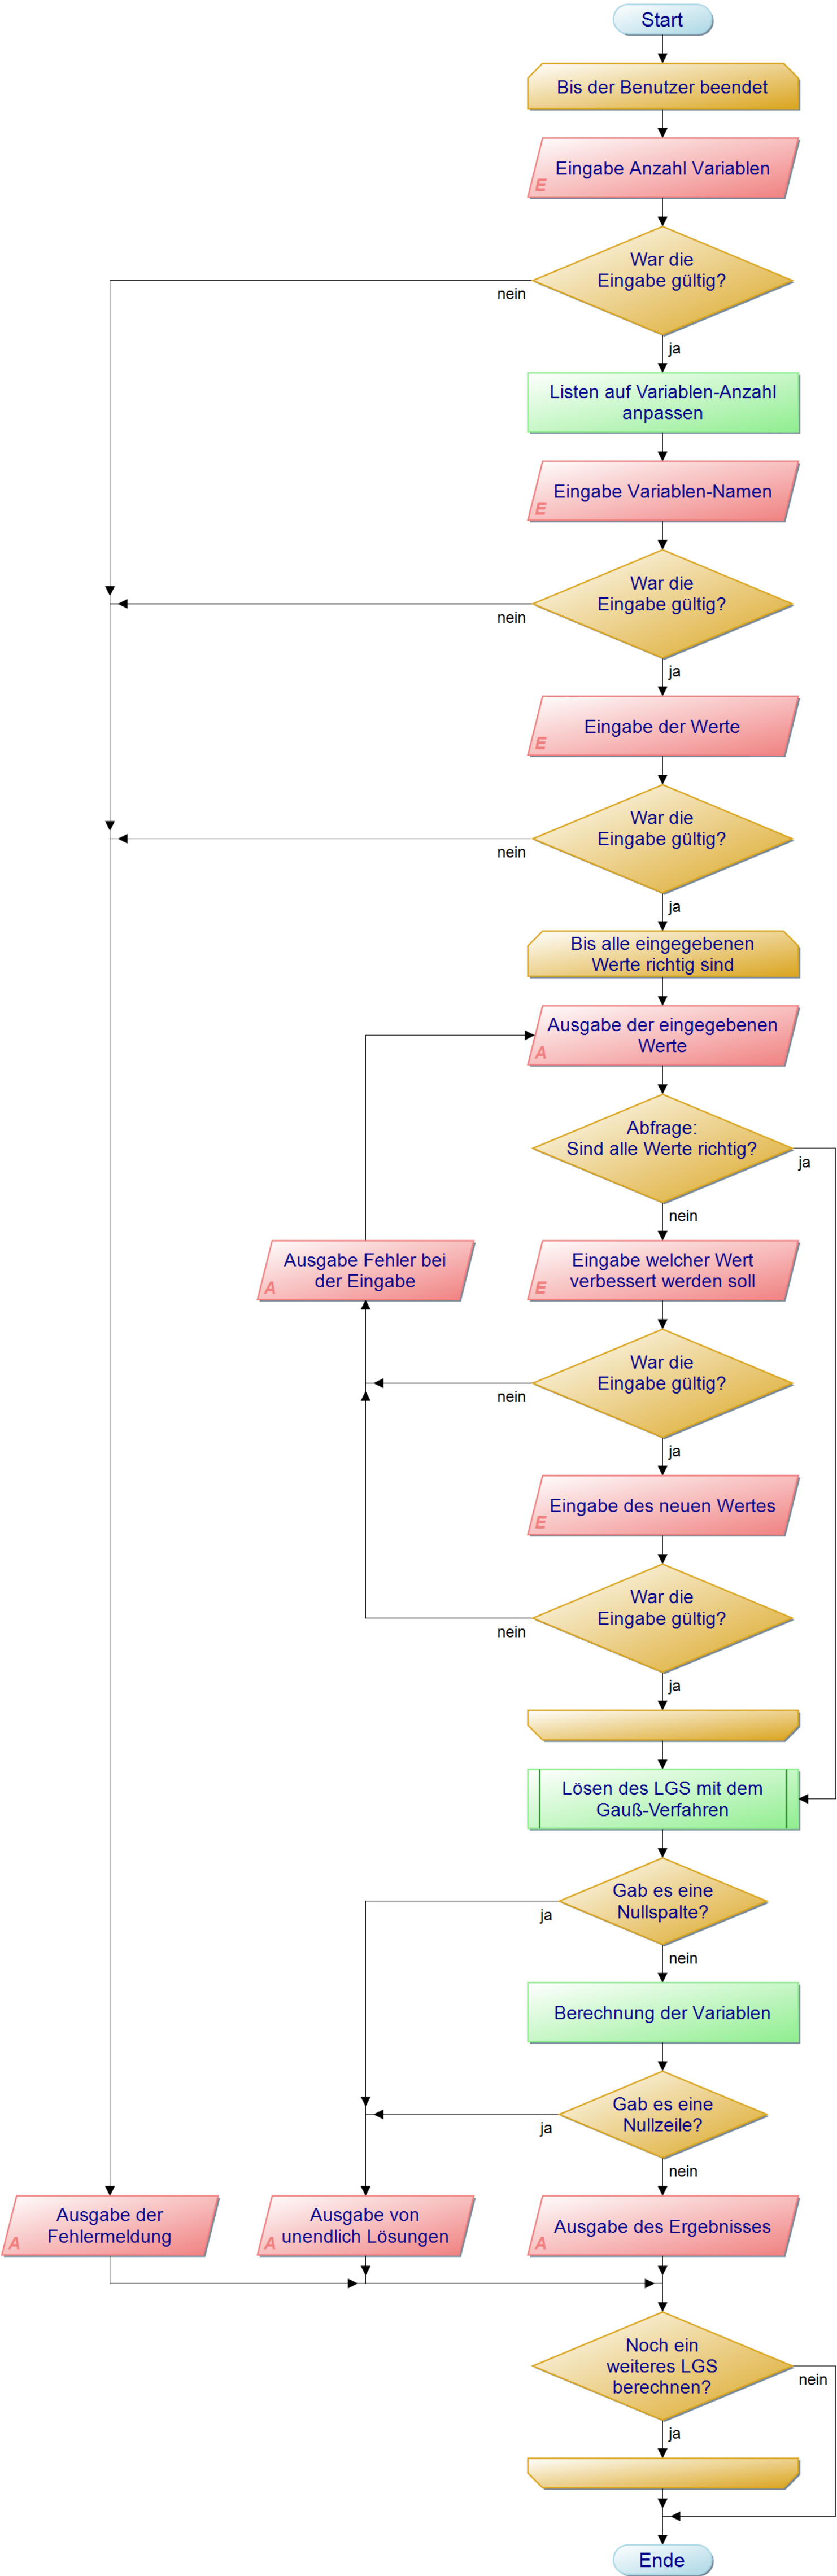 Start
Bis der Benutzer beendet
Eingabe Anzahl Variablen
E
War die
Eingabe gültig?
nein
ja
Listen auf Variablen-Anzahl
anpassen
Eingabe Variablen-Namen
E
War die
Eingabe gültig?
nein
ja
Eingabe der Werte
E
War die
Eingabe gültig?
nein
ja
Bis alle eingegebenen
Werte richtig sind
Ausgabe der eingegebenen
Werte
A
Abfrage:
Sind alle Werte richtig?
ja
nein
Ausgabe Fehler bei
der Eingabe
A
Eingabe welcher Wert
verbessert werden soll
E
War die
Eingabe gültig?
nein
ja
Eingabe des neuen Wertes
E
War die
Eingabe gültig?
nein
ja
Lösen des LGS mit dem
Gauß-Verfahren
Gab es eine
Nullspalte?
ja
nein
Berechnung der Variablen
Gab es eine
Nullzeile?
ja
nein
Ausgabe der
Fehlermeldung
A
Ausgabe von
unendlich Lösungen
A
Ausgabe des Ergebnisses
A
Noch ein
weiteres LGS
berechnen?
nein
ja
Ende